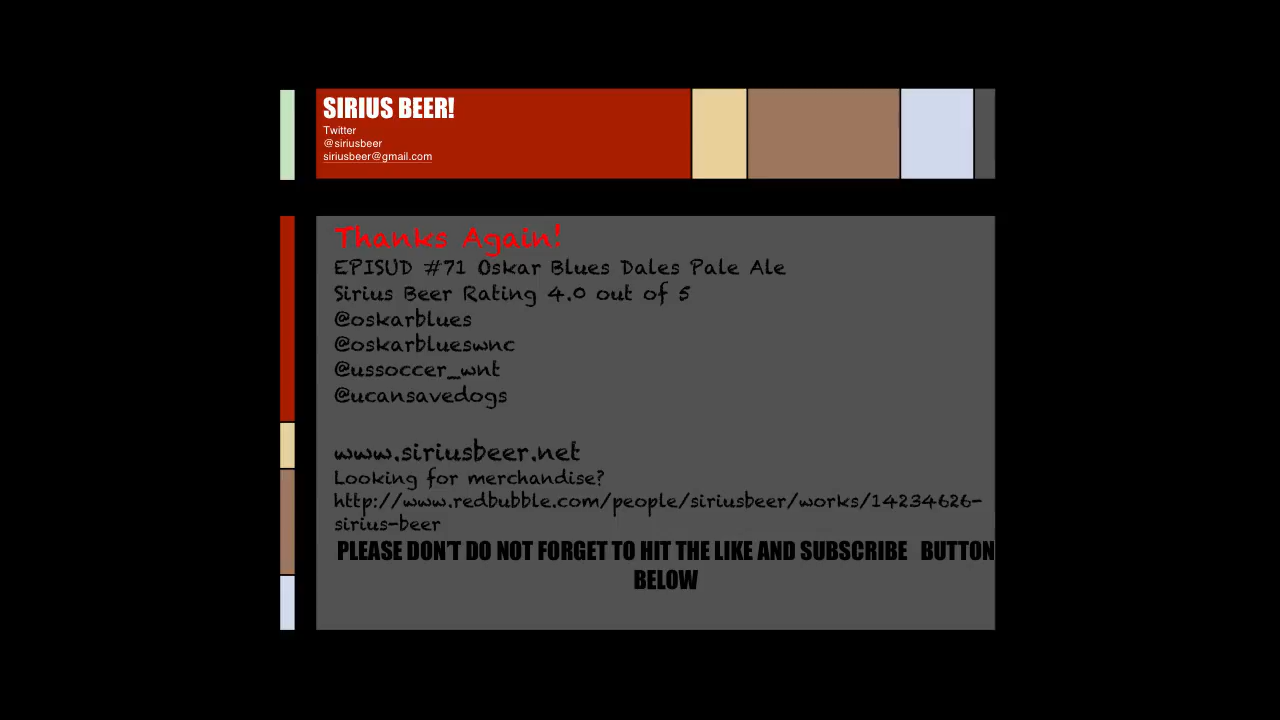 SIRIUS BEER!
Twitter
@siriusbeer
siriusbeer@gmail.com
Thanks Again!
EPISUD #71 Oskar Blues Dales Pale Ale
Sirius Beer Rating 4.0 out of 5
@oskarblues
@oskarblueswnc
@ussoccer_wnt
@ucansavedogs
www.siriusbeer.net
Looking for merchandise?
http://www.redbubble.com/people/siriusbeer/works/14234626-
sirius-beer
PLEASE DON'T DO NOT FORGET TO HIT THE LIKE AND SUBSCRIBE BUTTON
BELOW